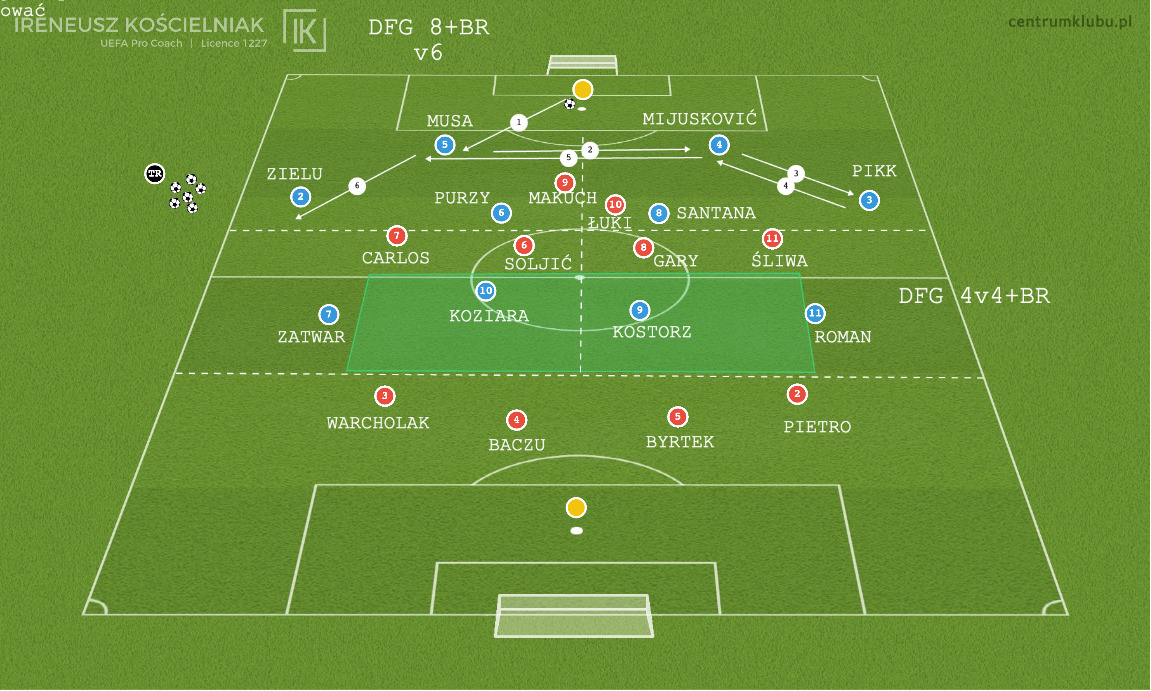 ować
IRENEUSZ KOŚCIELNIAK
UEFA Pro Coach | Licence 1227
IK
DFG 8+BR
v6
centrumklubu.pl
1
MUSA
MIJUSKOVIĆ
5
4
2
5
TR
ZIELU
3
PIKK
6
4
9
2
PURZY
MAKUCH
10
3
6
8
SANTANA
ŁUKI
7
6
8
11
CARLOS
SOLJIĆ
GARY
ŚLIWA
10
DFG 4v4+BR
7
KOZIARA
9
11
ZATWAR
KOSTORZ
ROMAN
3
2
WARCHOLAK
4
5
PIETRO
BACZU
BYRTEK